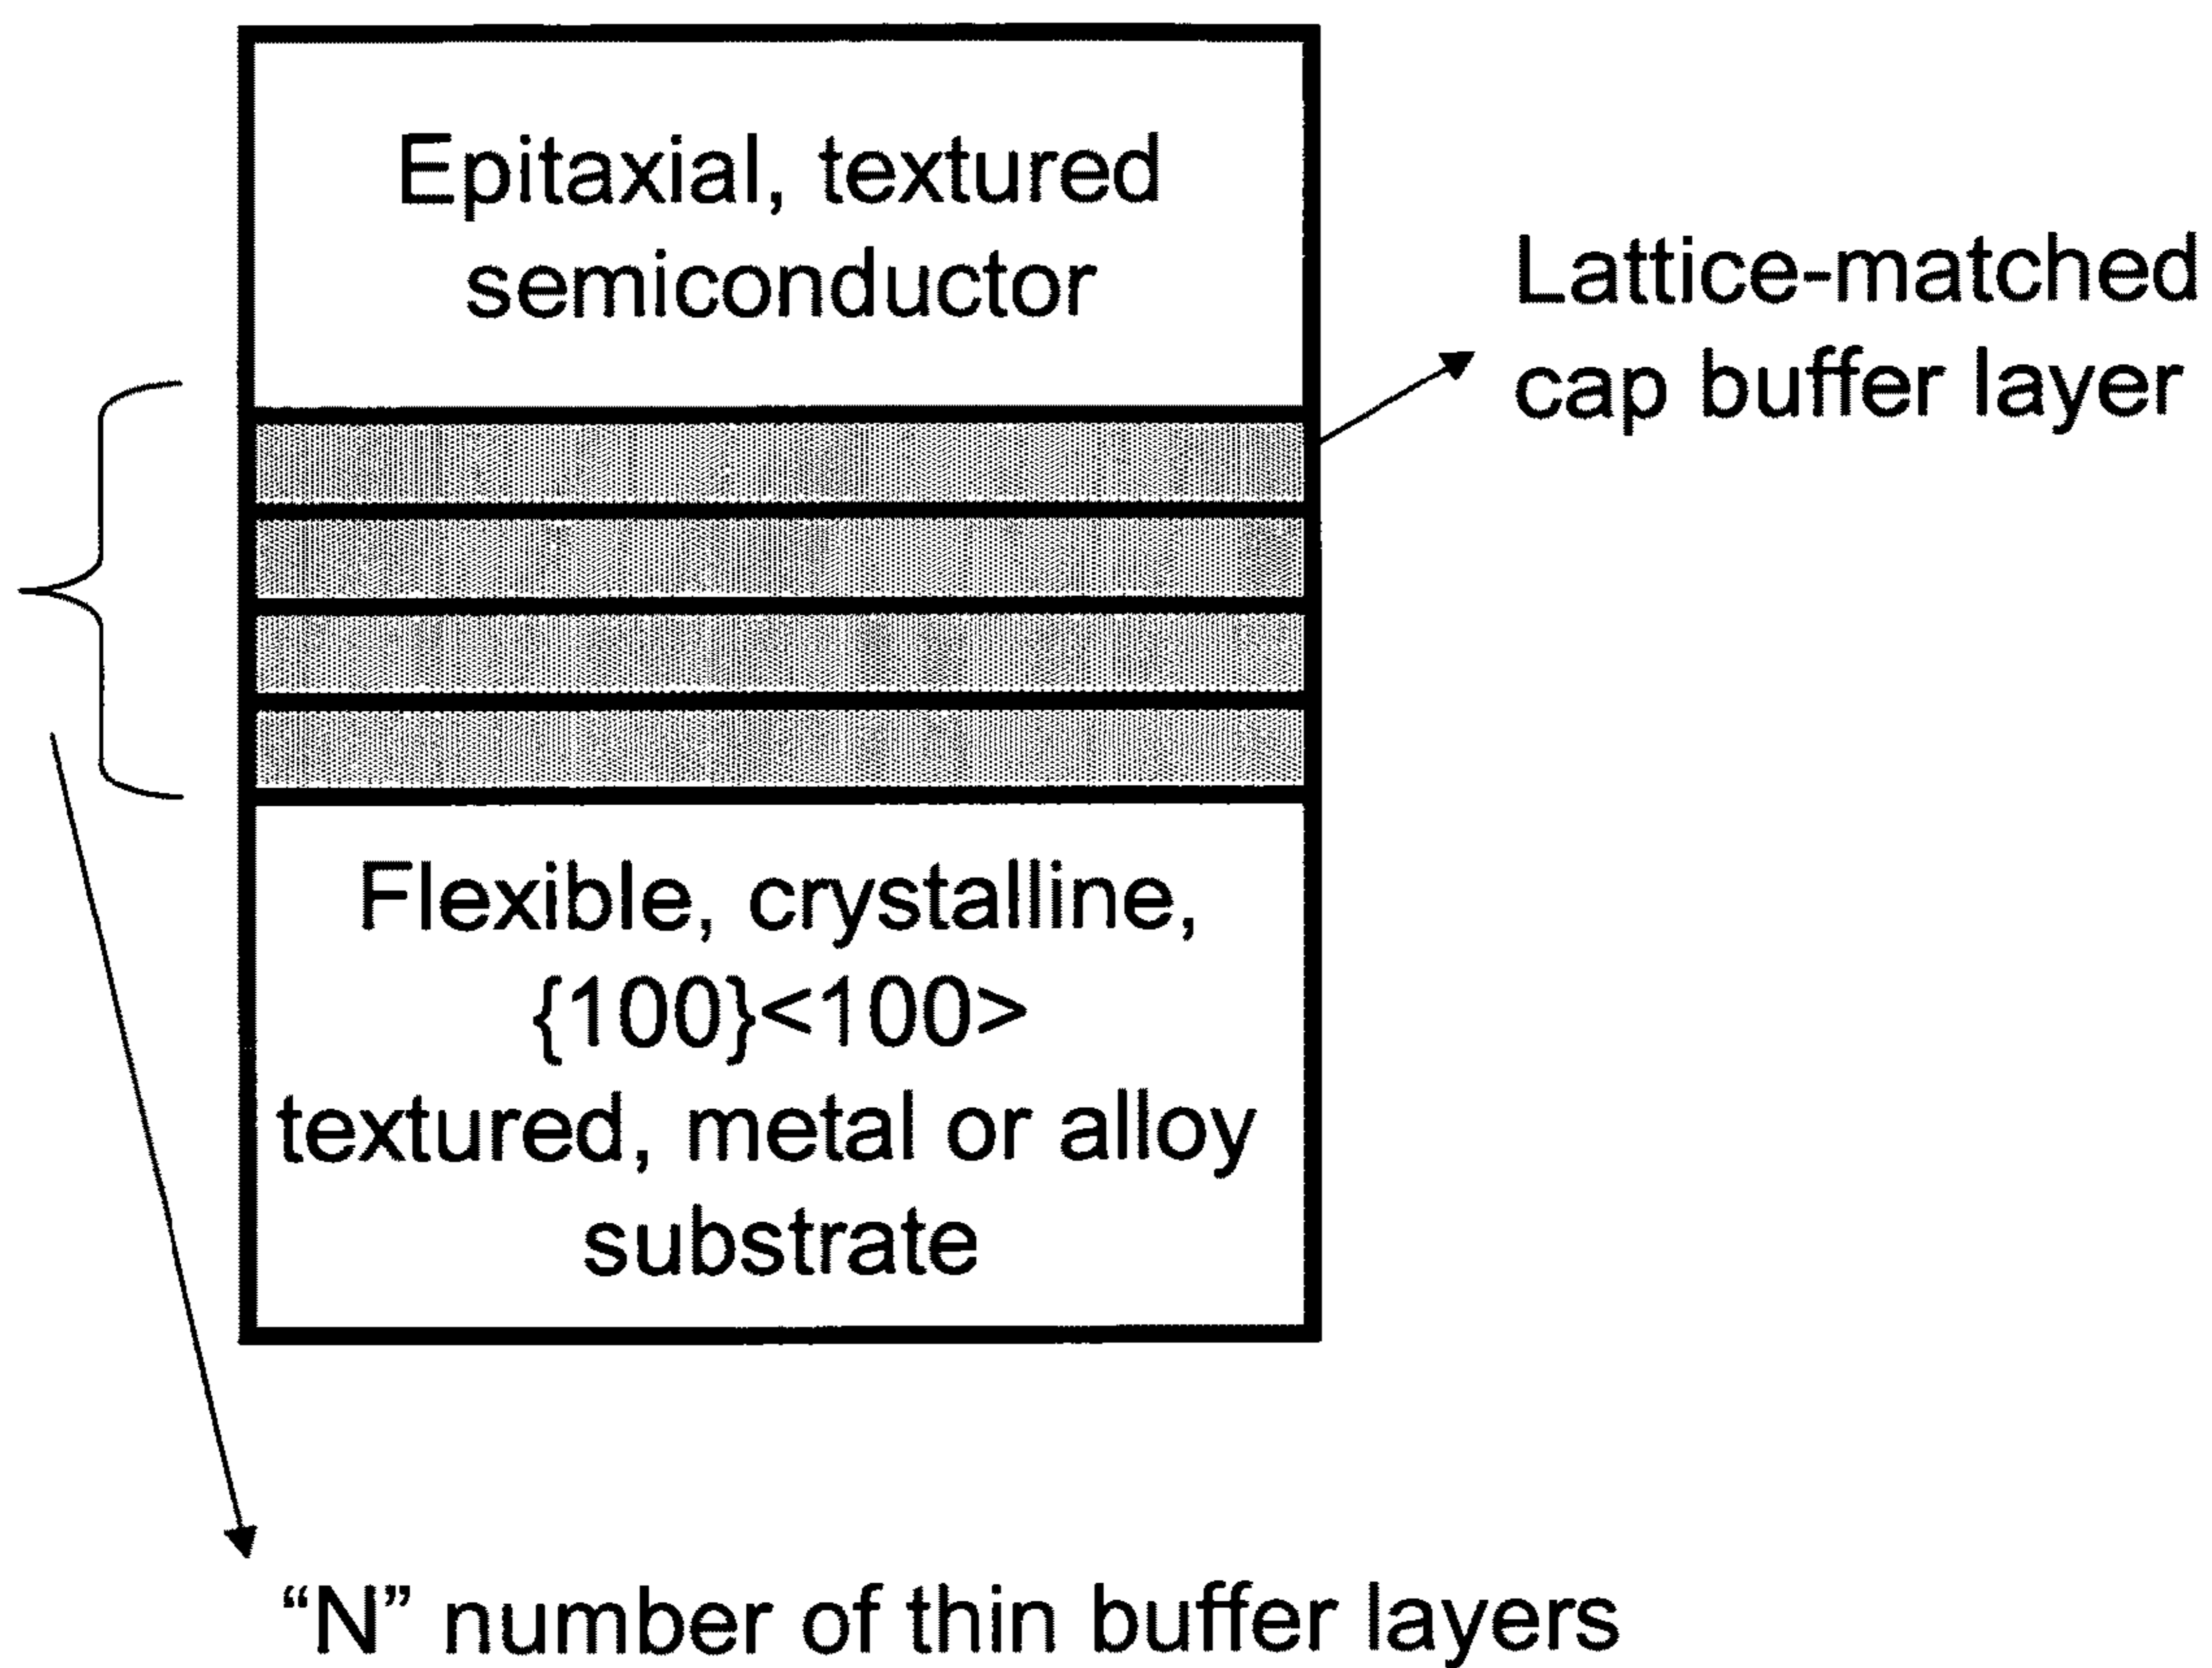 Epitaxial, textured
semiconductor
Lattice-matched
cap buffer layer
Flexible, crystalline,
{100}<100>
textured, metal or alloy
substrate
“N” number of thin buffer layers